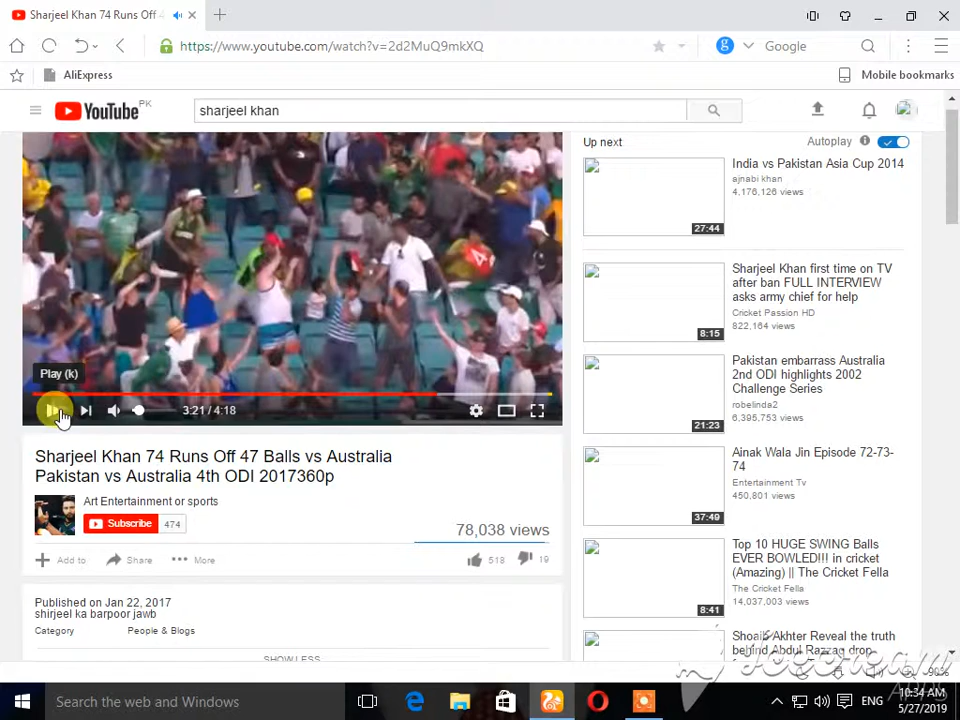 Sharjeel Khan 74 Runs Off 4
https://www.youtube.com/watch?v=2d2MuQ9mkXQ
g
Google
AliExpress
Mobile bookmarks
YouTube PK
sharjeel khan
Play (k)
3:21 / 4:18
Sharjeel Khan 74 Runs Off 47 Balls vs Australia
Pakistan vs Australia 4th ODI 2017360p
Art Entertainment or sports
Subscribe 474
78,038 views
Add to Share More 518 19
Published on Jan 22, 2017
shirjeel ka barpoor jawb
Category People & Blogs
SHOW LESS
Up next
Autoplay
India vs Pakistan Asia Cup 2014
ajnabi khan
4,176,126 views
27:44
Sharjeel Khan first time on TV
after ban FULL INTERVIEW
asks army chief for help
Cricket Passion HD
822,164 views
8:15
Pakistan embarrass Australia
2nd ODI highlights 2002
Challenge Series
robelinda2
6,395,753 views
21:23
Ainak Wala Jin Episode 72-73-
74
Entertainment Tv
450,801 views
37:49
Top 10 HUGE SWING Balls
EVER BOWLED!!! in cricket
(Amazing) || The Cricket Fella
The Cricket Fella
14,037,003 views
8:41
Shoaib Akhter Reveal the truth
behind Abdul Razzaq drop
90%
Search the web and Windows
ENG
10:34 AM
5/27/2019